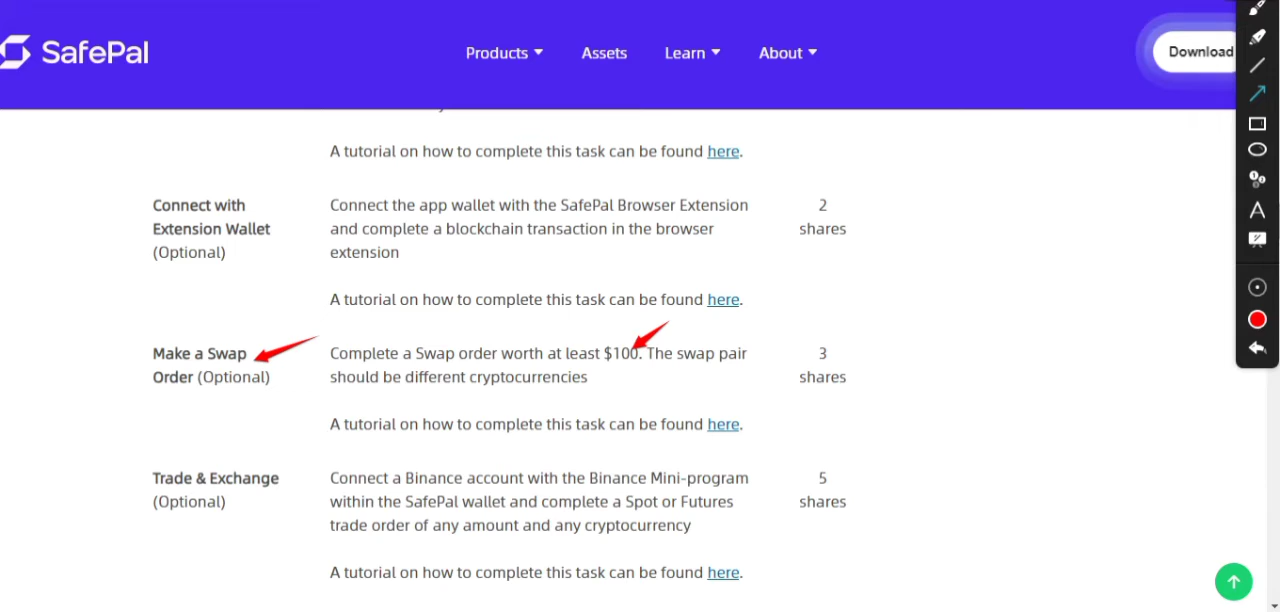 SafePal
Products Assets Learn About
Download
A tutorial on how to complete this task can be found here.
Connect with
Extension Wallet
(Optional)
Connect the app wallet with the SafePal Browser Extension
and complete a blockchain transaction in the browser
extension
2
shares
A tutorial on how to complete this task can be found here.
Make a Swap
Order (Optional)
Complete a Swap order worth at least $100. The swap pair
should be different cryptocurrencies
3
shares
A tutorial on how to complete this task can be found here.
Trade & Exchange
(Optional)
Connect a Binance account with the Binance Mini-program
within the SafePal wallet and complete a Spot or Futures
trade order of any amount and any cryptocurrency
5
shares
A tutorial on how to complete this task can be found here.
A